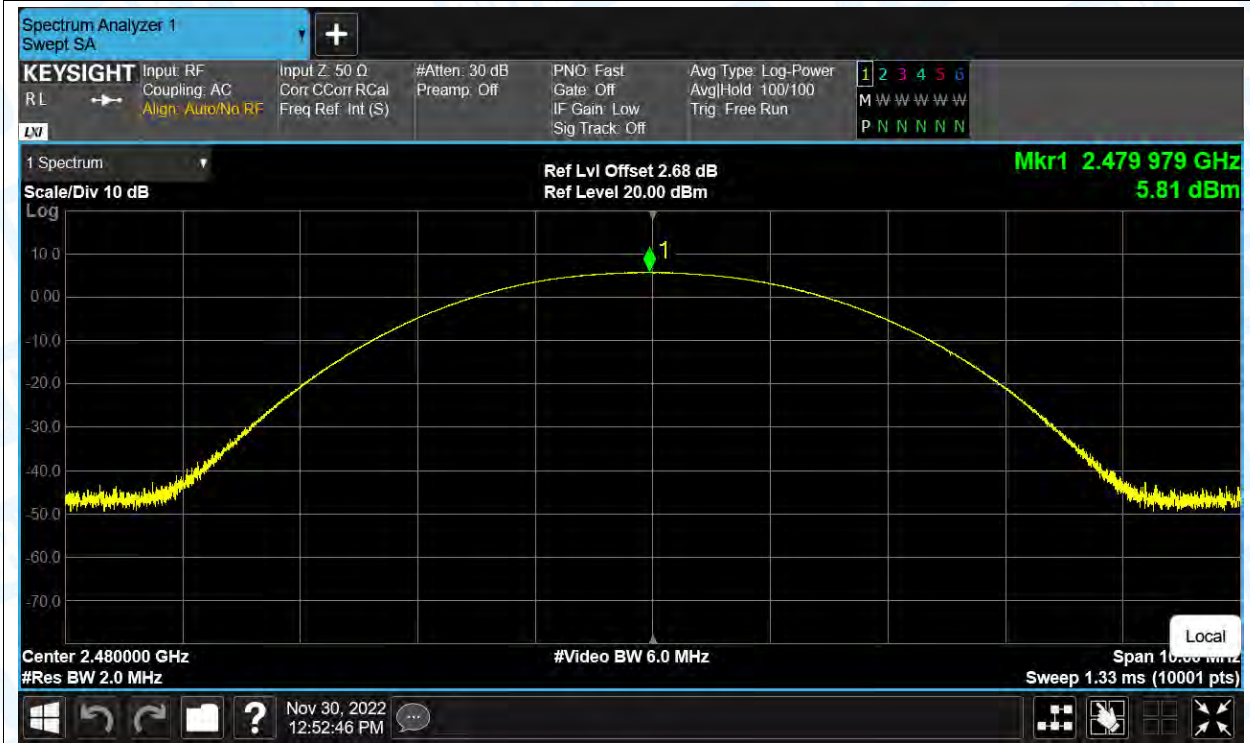 Spectrum Analyzer 1
Swept SA
+
KEYSIGHT
R L
LXI
Input: RF
Coupling: AC
Align: Auto/No RF
Input Z: 50 Ω
Corr CCorr RCal
Freq Ref: Int (S)
#Atten: 30 dB
Preamp: Off
PNO: Fast
Gate: Off
IF Gain: Low
Sig Track: Off
Avg Type: Log-Power
Avg|Hold: 100/100
Trig: Free Run
1 2 3 4 5 6
M W W W W W W
P N N N N N N
1 Spectrum
Scale/Div 10 dB
Ref Lvl Offset 2.68 dB
Ref Level 20.00 dBm
Mkr1 2.479 979 GHz
5.81 dBm
Log
1
10.0
0.00
-10.0
-20.0
-30.0
-40.0
-50.0
-60.0
-70.0
Local
Center 2.480000 GHz
#Video BW 6.0 MHz
Span 10.00 MHz
#Res BW 2.0 MHz
Sweep 1.33 ms (10001 pts)
?
Nov 30, 2022
12:52:46 PM